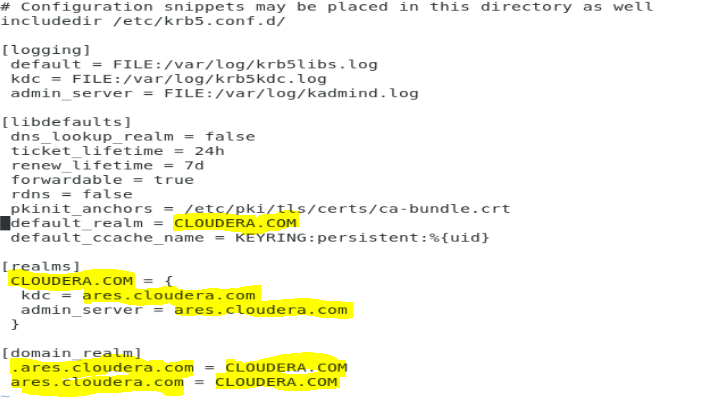 # Configuration snippets may be placed in this directory as well
includedir /etc/krb5.conf.d/
[logging]
default = FILE:/var/log/krb5libs.log
kdc = FILE:/var/log/krb5kdc.log
admin_server = FILE:/var/log/kadmind.log
[libdefaults]
dns_lookup_realm = false
ticket_lifetime = 24h
renew_lifetime = 7d
forwardable = true
rdns = false
pkinit_anchors = /etc/pki/tls/certs/ca-bundle.crt
default_realm = CLOUDERA.COM
default_ccache_name = KEYRING:persistent:%{uid}
[realms]
CLOUDERA.COM = {
kdc = ares.cloudera.com
admin_server = ares.cloudera.com
}
[domain_realm]
.ares.cloudera.com = CLOUDERA.COM
ares.cloudera.com = CLOUDERA.COM
~